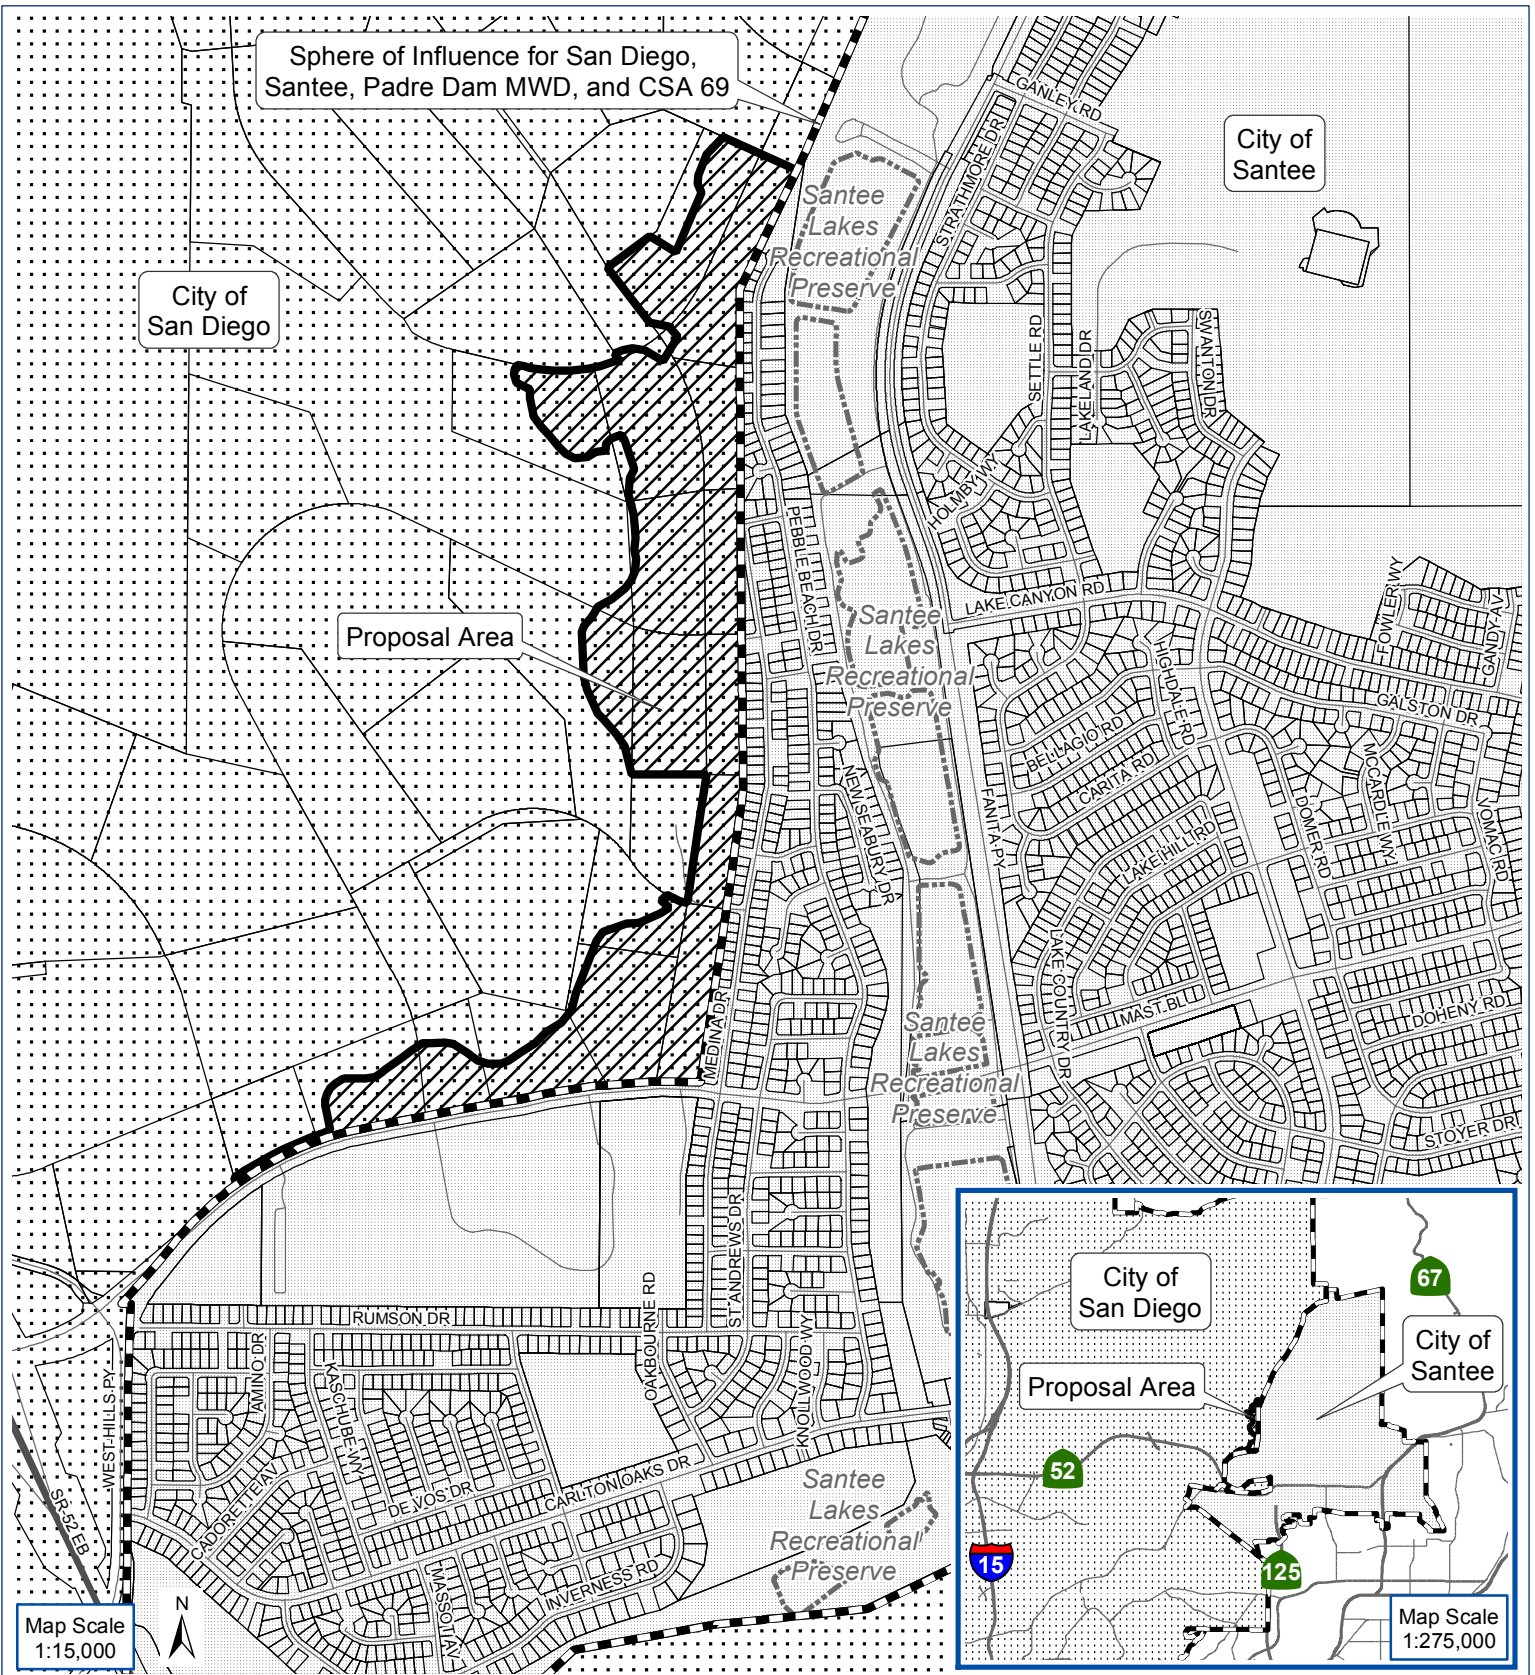 Sphere of Influence for San Diego,
Santee, Padre Dam MWD, and CSA 69
City of
Santee
City of
San Diego
Proposal Area
GANLEY RD
STRATHMORE DR
Santee
Lakes
Recreational
Preserve
SETTLE RD
LAKELAND DR
SWANTON DR
HOLMBY WY
PEBBLE BEACH DR
LAKE CANYON RD
FOWLER WY
GANDY AV
Santee
Lakes
Recreational
Preserve
HIGHDALE RD
GALSTON DR
BELLAGIO RD
CARITA RD
MCCARDLE WY
NEW SEABURY DR
FANITA PY
DOMER RD
VOMAC RD
LAKE HILL RD
LAKE COUNTRY DR
MEDINA DR
MAST BL
DOHENY RD
Santee
Lakes
Recreational
Preserve
STOYER DR
ST ANDREWS DR
OAKBOURNE RD
RUMSON DR
AMINO DR
KASCHUBE WY
KNOLLWOOD WY
WEST HILLS PY
SR-52 EB
CADORETTE AV
DE VOS DR
CARLTON OAKS DR
MASSOT AV
INVERNESS RD
Santee
Lakes
Recreational
Preserve
N
Map Scale
1:15,000
City of
San Diego
67
City of
Santee
Proposal Area
52
15
125
Map Scale
1:275,000